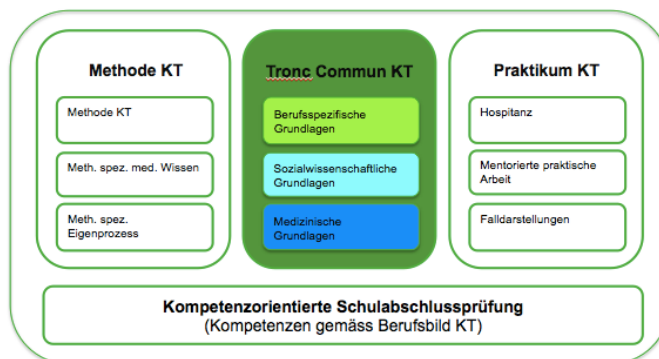 Methode KT
Methode KT
Meth. spez. med. Wissen
Meth. spez.
Eigenprozess
Tronc Commun KT
Berufsspezifische
Grundlagen
Sozialwissenschaftliche
Grundlagen
Medizinische
Grundlagen
Praktikum KT
Hospitanz
Mentorierte praktische
Arbeit
Falldarstellungen
Kompetenzorientierte Schulabschlussprüfung
(Kompetenzen gemäss Berufsbild KT)